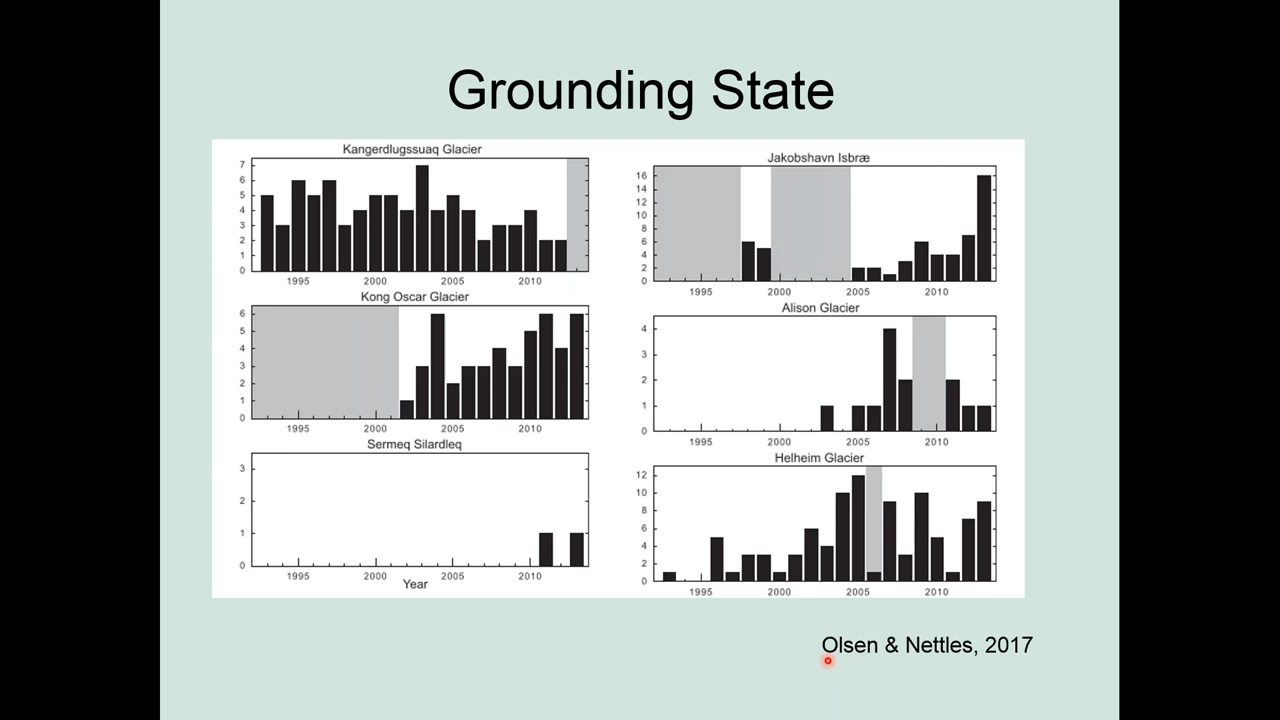 Grounding State
Kangerdlugssuaq Glacier
7
6
5
4
3
2
1
0
1995 2000 2005 2010
Kong Oscar Glacier
6
5
4
3
2
1
0
1995 2000 2005 2010
Sermeq Silardleq
3
2
1
0
1995 2000 2005 2010
Year
Jakobshavn Isbræ
16
14
12
10
8
6
4
2
0
1995 2000 2005 2010
Alison Glacier
4
3
2
1
0
1995 2000 2005 2010
Helheim Glacier
12
10
8
6
4
2
0
1995 2000 2005 2010
Olsen & Nettles, 2017